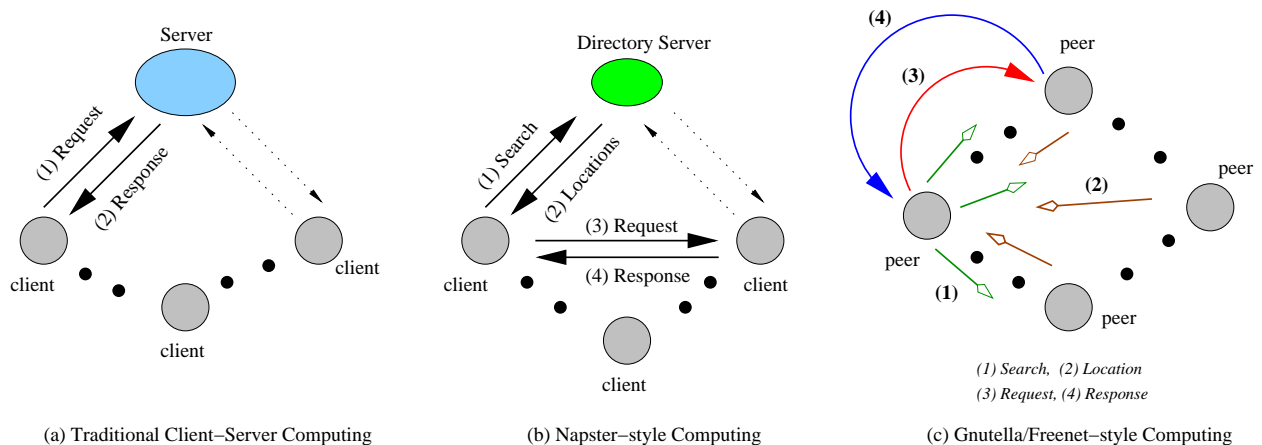 Server
(1) Request
(2) Response
client
client
client
(a) Traditional Client−Server Computing
Directory Server
(1) Search
(2) Locations
(3) Request
(4) Response
client
client
client
(b) Napster−style Computing
(4)
peer
(3)
(2)
peer
peer
(1)
peer
(1) Search, (2) Location
(3) Request, (4) Response
(c) Gnutella/Freenet−style Computing